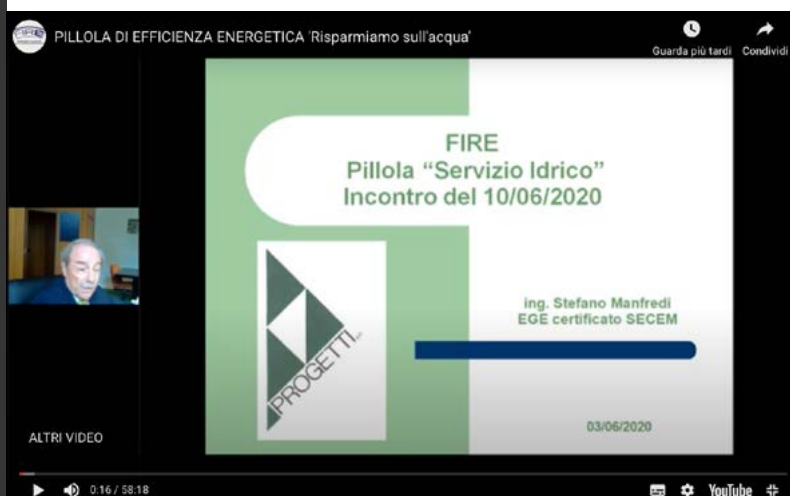 PILLOLA DI EFFICIENZA ENERGETICA 'Risparmiamo sull'acqua'
Guarda più tardi
Condividi
FIRE
Pillola “Servizio Idrico”
Incontro del 10/06/2020
PROGETTI
ing. Stefano Manfredi
EGE certificato SECEM
03/06/2020
ALTRI VIDEO
0:16 / 58:18
YouTube